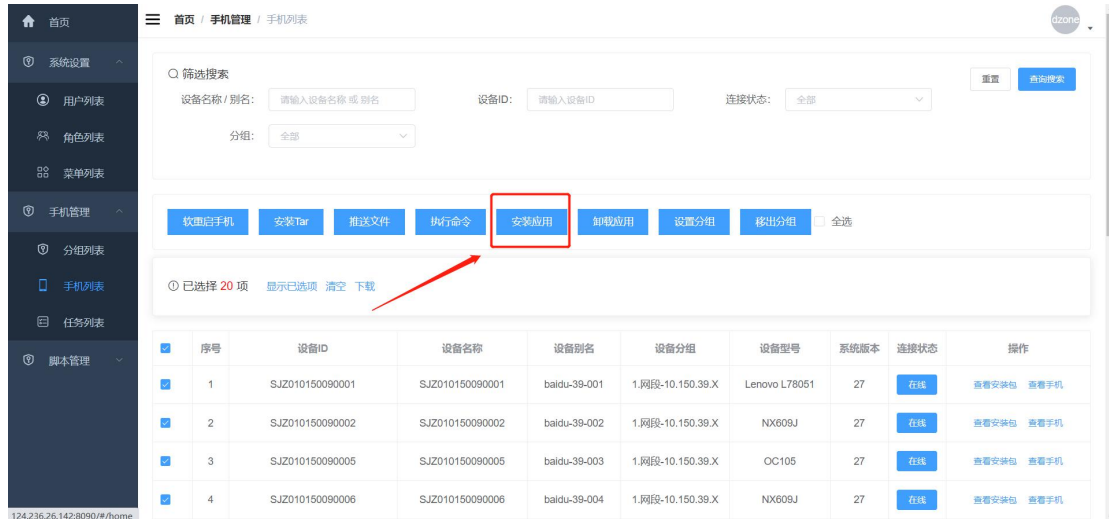 首页
首页 / 手机管理 / 手机列表
dzone
系统设置
用户列表
角色列表
菜单列表
手机管理
分组列表
手机列表
任务列表
脚本管理
筛选搜索
重置 查询搜索
设备名称 / 别名: 请输入设备名称 或 别名 设备ID: 请输入设备ID 连接状态: 全部
分组: 全部
软重启手机 安装Tar 推送文件 执行命令 安装应用 卸载应用 设置分组 移出分组 全选
已选择 20 项 显示已选项 清空 下载
序号 设备ID 设备名称 设备别名 设备分组 设备型号 系统版本 连接状态 操作
1 SJZ010150090001 SJZ010150090001 baidu-39-001 1.网段-10.150.39.X Lenovo L78051 27 在线 查看安装包 查看手机
2 SJZ010150090002 SJZ010150090002 baidu-39-002 1.网段-10.150.39.X NX609J 27 在线 查看安装包 查看手机
3 SJZ010150090005 SJZ010150090005 baidu-39-003 1.网段-10.150.39.X OC105 27 在线 查看安装包 查看手机
4 SJZ010150090006 SJZ010150090006 baidu-39-004 1.网段-10.150.39.X NX609J 27 在线 查看安装包 查看手机
124.236.26.142:8090/#/home